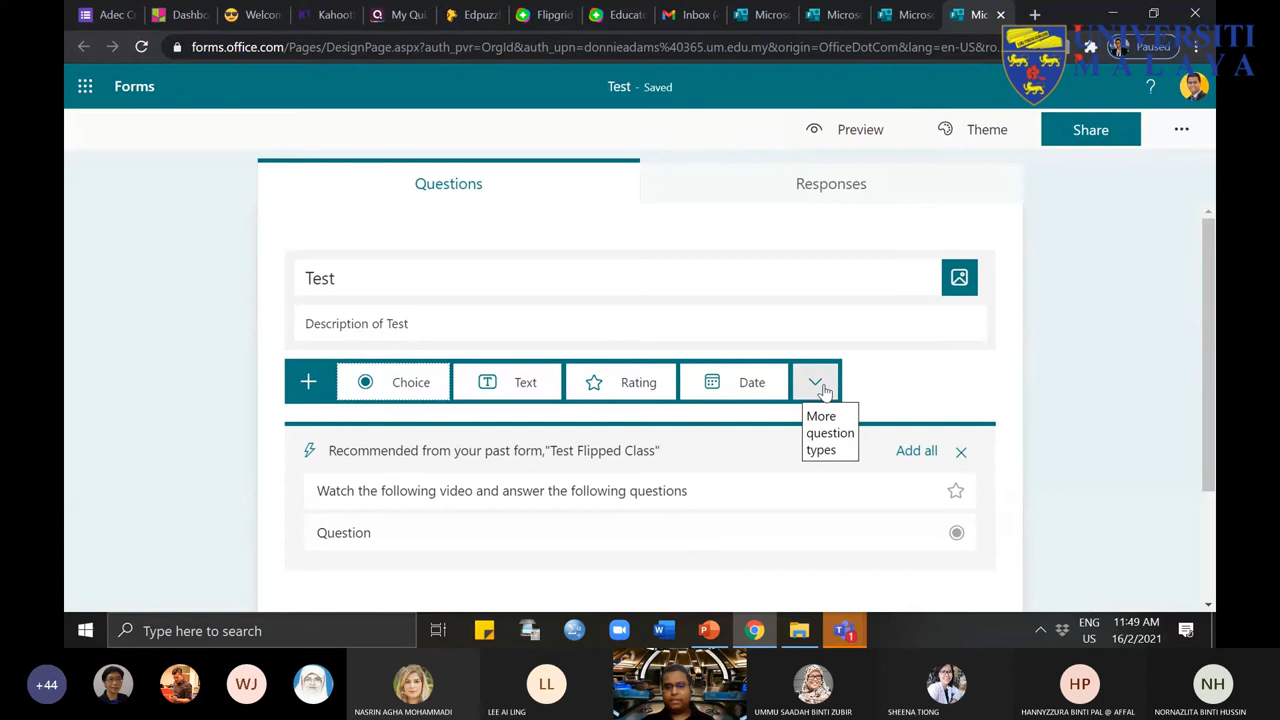 Adec C
Dashbo
Welcom
Kahoot
My Qui
Edpuzz
Flipgrid
Educat
Inbox (
Micros
Micros
Micros
Mic
forms.office.com/Pages/DesignPage.aspx?auth_pvr=OrgId&auth_upn=donnieadams%40365.um.edu.my&origin=OfficeDotCom&lang=en-US&ro...
Paused
UNIVERSITI
MALAYA
Forms
Test - Saved
?
Preview
Theme
Share
Questions
Responses
Test
Description of Test
Choice
Text
Rating
Date
More
question
types
Recommended from your past form,"Test Flipped Class"
Add all
Watch the following video and answer the following questions
Question
Type here to search
ENG
US
11:49 AM
16/2/2021
+44
WJ
NASRIN AGHA MOHAMMADI
LL
LEE AI LING
UMMU SAADAH BINTI ZUBIR
SHEENA TIONG
HP
HANNYZZURA BINTI PAL @ AFFAL
NH
NORNAZLITA BINTI HUSSIN